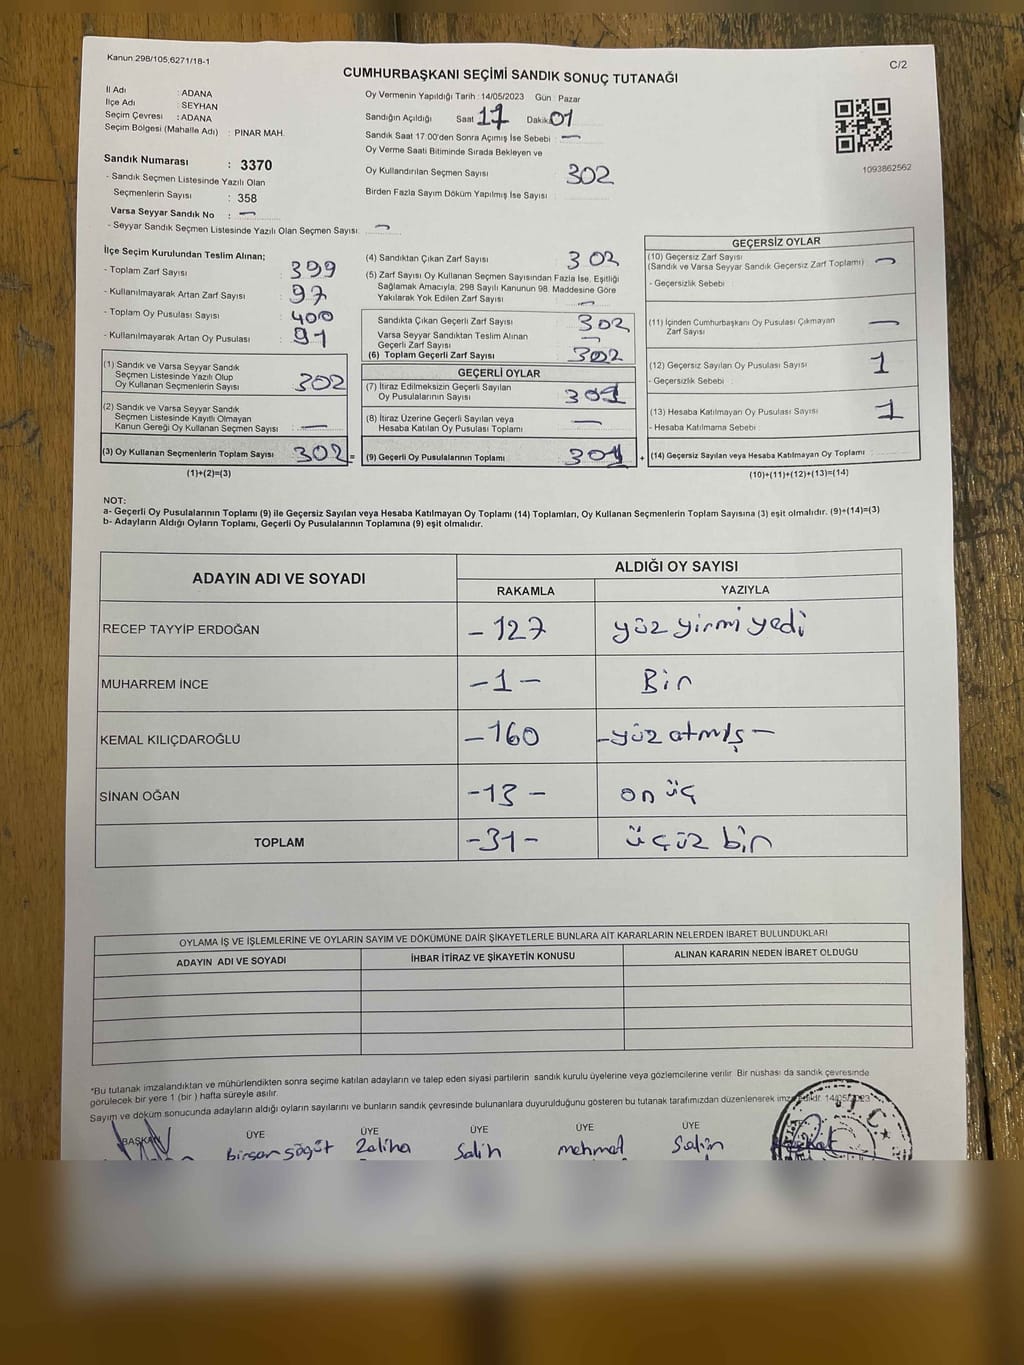 Kanun 298/105,6271/18-1
C/2
CUMHURBAŞKANI SEÇİMİ SANDIK SONUÇ TUTANAĞI
İl Adı : ADANA
İlçe Adı : SEYHAN
Seçim Çevresi : ADANA
Seçim Bölgesi (Mahalle Adı) : PINAR MAH.
Oy Vermenin Yapıldığı Tarih : 14/05/2023 Gün : Pazar
Sandığın Açıldığı Saat 17 Dakika 01
Sandık Saat 17:00'den Sonra Açımış İse Sebebi : —
Oy Verme Saati Bitiminde Sırada Bekleyen ve
Oy Kullandırılan Seçmen Sayısı 302
Birden Fazla Sayım Döküm Yapılmış İse Sayısı :
1093862562
Sandık Numarası : 3370
- Sandık Seçmen Listesinde Yazılı Olan
Seçmenlerin Sayısı : 358
Varsa Seyyar Sandık No : —
- Seyyar Sandık Seçmen Listesinde Yazılı Olan Seçmen Sayısı: —
İlçe Seçim Kurulundan Teslim Alınan;
- Toplam Zarf Sayısı : 399
- Kullanılmayarak Artan Zarf Sayısı : 97
- Toplam Oy Pusulası Sayısı : 400
- Kullanılmayarak Artan Oy Pusulası : 91
(1) Sandık ve Varsa Seyyar Sandık
Seçmen Listesinde Yazılı Olup
Oy Kullanan Seçmenlerin Sayısı 302
(2) Sandık ve Varsa Seyyar Sandık
Seçmen Listesinde Kayıtlı Olmayan
Kanun Gereği Oy Kullanan Seçmen Sayısı —
(3) Oy Kullanan Seçmenlerin Toplam Sayısı 302 =
(1)+(2)=(3)
(4) Sandıktan Çıkan Zarf Sayısı 302
(5) Zarf Sayısı Oy Kullanan Seçmen Sayısından Fazla İse, Eşitliği
Sağlamak Amacıyla, 298 Sayılı Kanunun 98. Maddesine Göre
Yakılarak Yok Edilen Zarf Sayısı —
Sandıkta Çıkan Geçerli Zarf Sayısı 302
Varsa Seyyar Sandıktan Teslim Alınan
Geçerli Zarf Sayısı —
(6) Toplam Geçerli Zarf Sayısı 302
GEÇERLİ OYLAR
(7) İtiraz Edilmeksizin Geçerli Sayılan
Oy Pusulalarının Sayısı 301
(8) İtiraz Üzerine Geçerli Sayılan veya
Hesaba Katılan Oy Pusulası Toplamı —
(9) Geçerli Oy Pusulalarının Toplamı 301 +
GEÇERSİZ OYLAR
(10) Geçersiz Zarf Sayısı
(Sandık ve Varsa Seyyar Sandık Geçersiz Zarf Toplamı) —
- Geçersizlik Sebebi :
(11) İçinden Cumhurbaşkanı Oy Pusulası Çıkmayan
Zarf Sayısı —
(12) Geçersiz Sayılan Oy Pusulası Sayısı 1
- Geçersizlik Sebebi :
(13) Hesaba Katılmayan Oy Pusulası Sayısı 1
- Hesaba Katılmama Sebebi :
(14) Geçersiz Sayılan veya Hesaba Katılmayan Oy Toplamı
(10)+(11)+(12)+(13)=(14)
NOT:
a- Geçerli Oy Pusulalarının Toplamı (9) ile Geçersiz Sayılan veya Hesaba Katılmayan Oy Toplamı (14) Toplamları, Oy Kullanan Seçmenlerin Toplam Sayısına (3) eşit olmalıdır. (9)+(14)=(3)
b- Adayların Aldığı Oyların Toplamı, Geçerli Oy Pusulalarının Toplamına (9) eşit olmalıdır.
ADAYIN ADI VE SOYADI ALDIĞI OY SAYISI
RAKAMLA YAZIYLA
RECEP TAYYİP ERDOĞAN - 127 yüz yirmi yedi
MUHARREM İNCE -1- Bir
KEMAL KILIÇDAROĞLU -160 -yüz atmış-
SİNAN OĞAN -13- on üç
TOPLAM -31- üçüz bir
OYLAMA İŞ VE İŞLEMLERİNE VE OYLARIN SAYIM VE DÖKÜMÜNE DAİR ŞİKAYETLERLE BUNLARA AİT KARARLARIN NELERDEN İBARET BULUNDUKLARI
ADAYIN ADI VE SOYADI İHBAR İTİRAZ VE ŞİKAYETİN KONUSU ALINAN KARARIN NEDEN İBARET OLDUĞU
*Bu tutanak imzalandıktan ve mühürlendikten sonra seçime katılan adayların ve talep eden siyasi partilerin sandık kurulu üyelerine veya gözlemcilerine verilir. Bir nüshası da sandık çevresinde
görülecek bir yere 1 (bir) hafta süreyle asılır.
Sayım ve döküm sonucunda adayların aldığı oyların sayılarını ve bunların sandık çevresinde bulunanlara duyurulduğunu gösteren bu tutanak tarafımızdan düzenlenerek imzalandı. 14/05/2023
BAŞKAN ÜYE ÜYE ÜYE ÜYE ÜYE
Birsen söğüt Zaliha Salih mehmed Salim